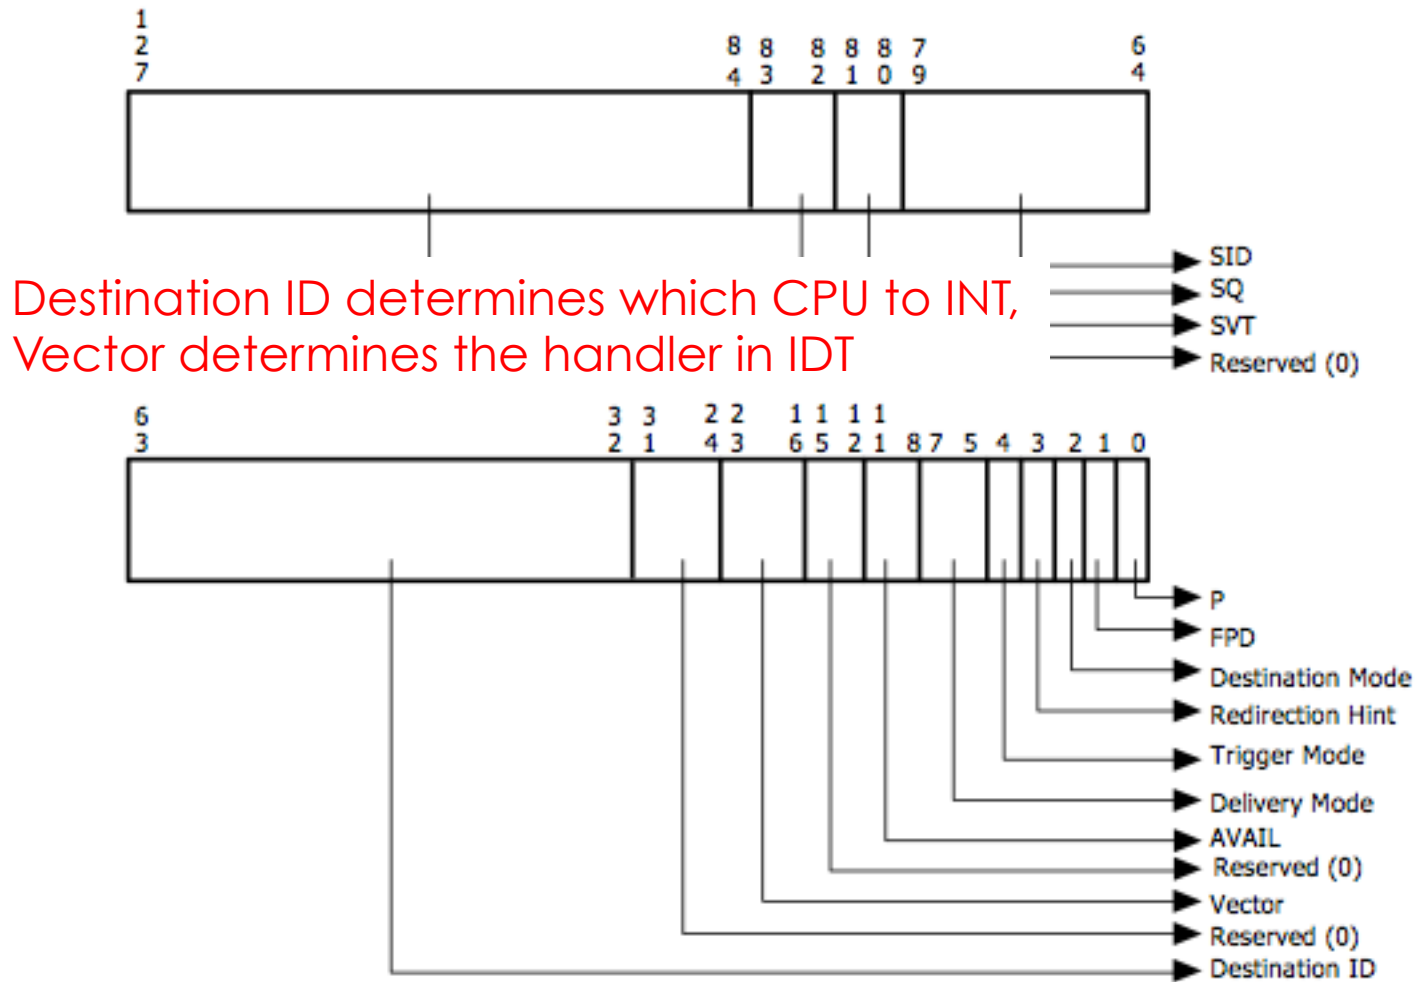 127 84 83 82 81 80 79 64
SID
SQ
SVT
Reserved (0)
Destination ID determines which CPU to INT,
Vector determines the handler in IDT
63 32 31 24 23 16 15 12 11 8 7 5 4 3 2 1 0
P
FPD
Destination Mode
Redirection Hint
Trigger Mode
Delivery Mode
AVAIL
Reserved (0)
Vector
Reserved (0)
Destination ID